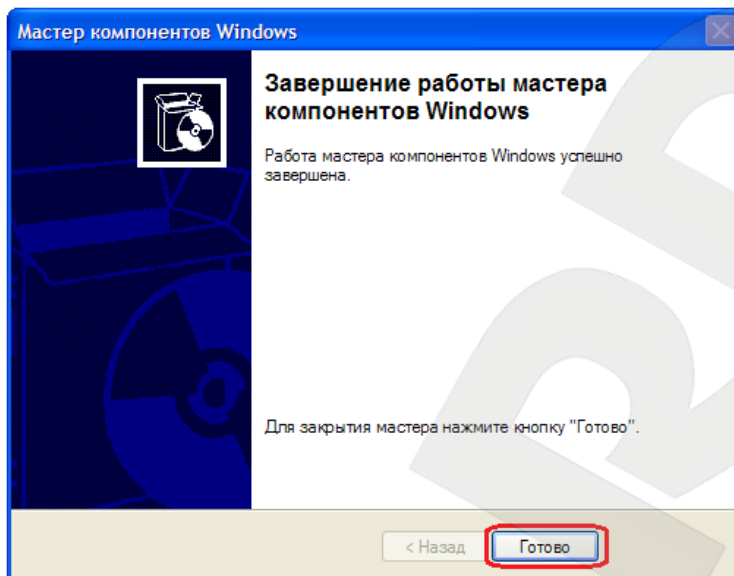 Мастер компонентов Windows
Завершение работы мастера
компонентов Windows
Работа мастера компонентов Windows успешно
завершена.
Для закрытия мастера нажмите кнопку "Готово".
< Назад
Готово